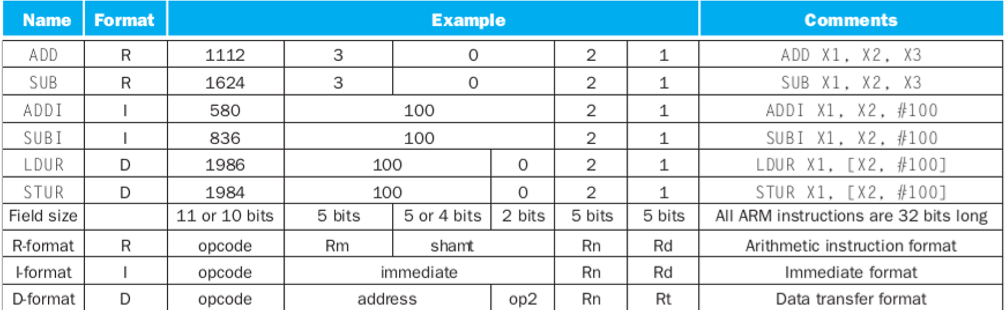 Name Format Example Comments
ADD R 1112 3 0 2 1 ADD X1, X2, X3
SUB R 1624 3 0 2 1 SUB X1, X2, X3
ADDI I 580 100 2 1 ADDI X1, X2, #100
SUBI I 836 100 2 1 SUBI X1, X2, #100
LDUR D 1986 100 0 2 1 LDUR X1, [X2, #100]
STUR D 1984 100 0 2 1 STUR X1, [X2, #100]
Field size 11 or 10 bits 5 bits 5 or 4 bits 2 bits 5 bits 5 bits All ARM instructions are 32 bits long
R-format R opcode Rm shamt Rn Rd Arithmetic instruction format
I-format I opcode immediate Rn Rd Immediate format
D-format D opcode address op2 Rn Rt Data transfer format